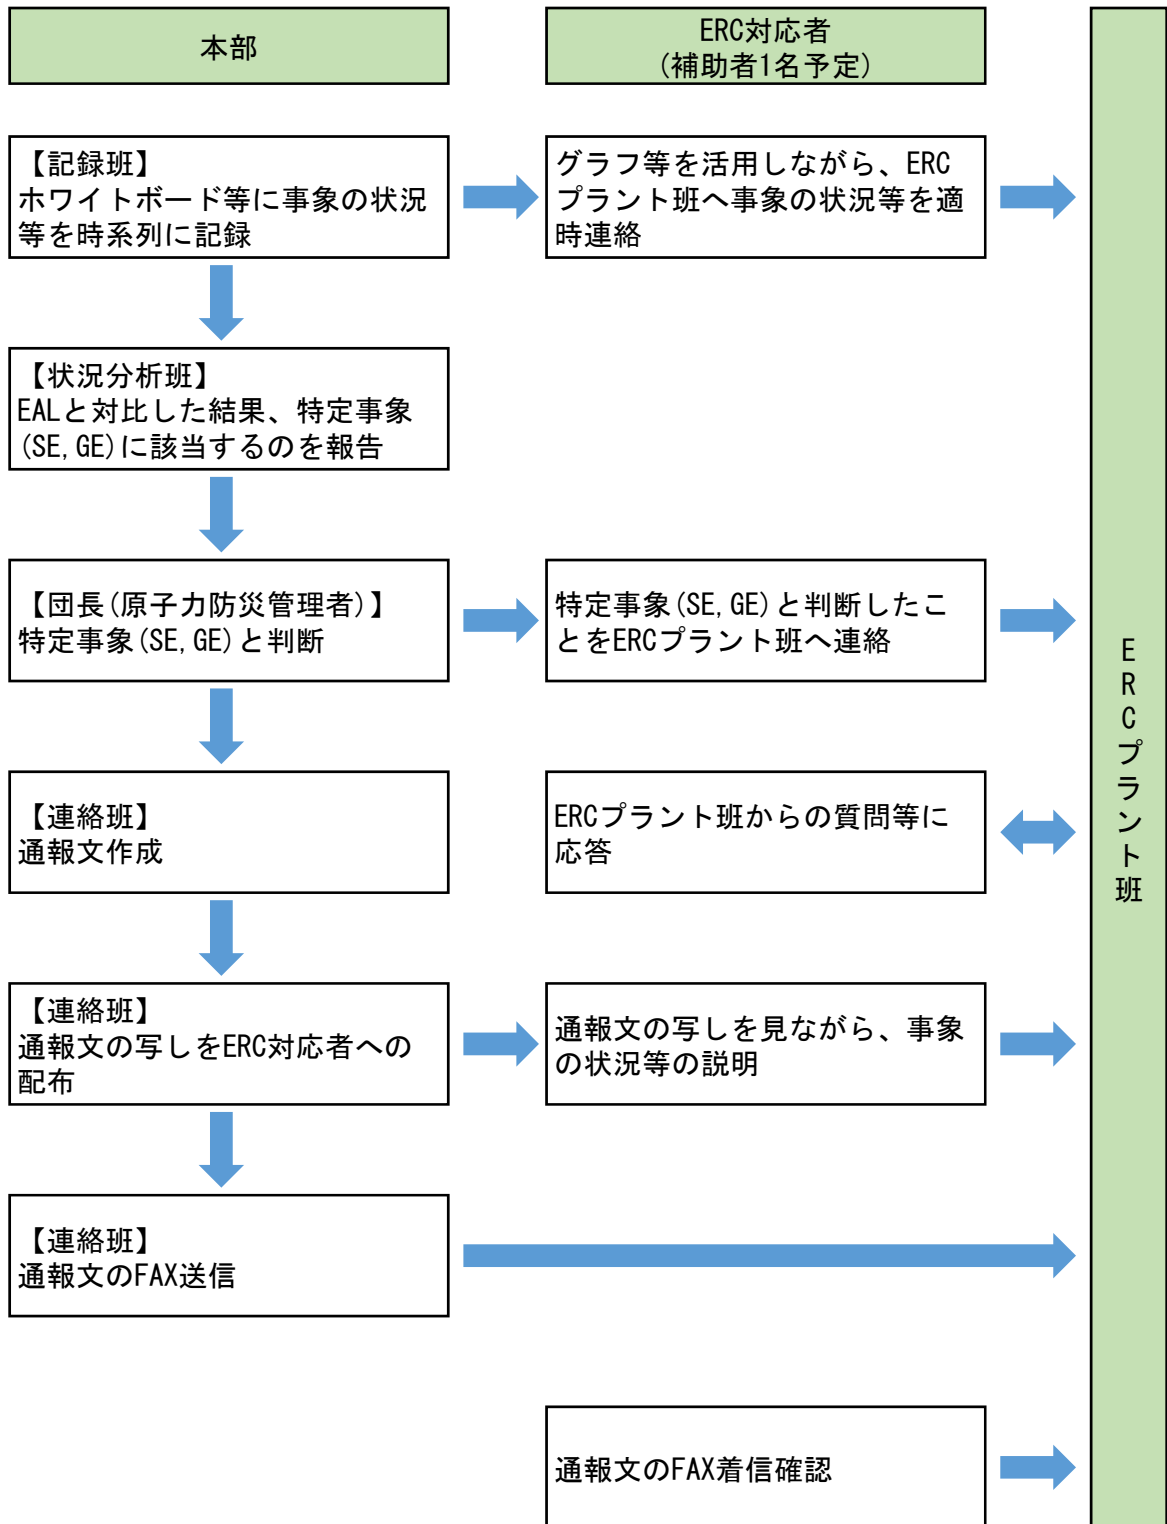 本部
ERC対応者
(補助者1名予定)
【記録班】
ホワイトボード等に事象の状況
等を時系列に記録
グラフ等を活用しながら、ERC
プラント班へ事象の状況等を適
時連絡
【状況分析班】
EALと対比した結果、特定事象
(SE,GE)に該当するのを報告
【団長(原子力防災管理者)】
特定事象(SE,GE)と判断
特定事象(SE,GE)と判断したこ
とをERCプラント班へ連絡
【連絡班】
通報文作成
ERCプラント班からの質問等に
応答
【連絡班】
通報文の写しをERC対応者への
配布
通報文の写しを見ながら、事象
の状況等の説明
【連絡班】
通報文のFAX送信
通報文のFAX着信確認
ERCプラント班